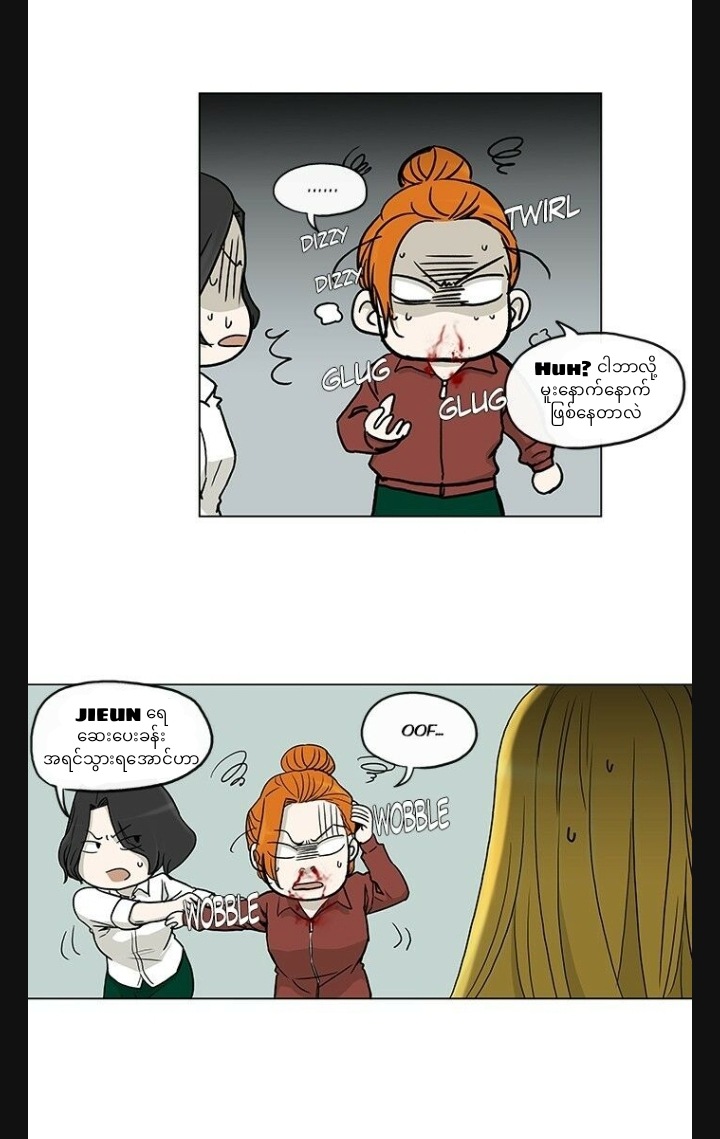 ......
TWIRL
DIZZY
DIZZY
GLUG
GLUG
HUH? ငါဘာလို့
မူးနောက်နောက်
ဖြစ်နေတာလဲ
JIEUN ရေ
ဆေးပေးခန်း
အရင်သွားရအောင်ဟာ
OOF...
WOBBLE
WOBBLE